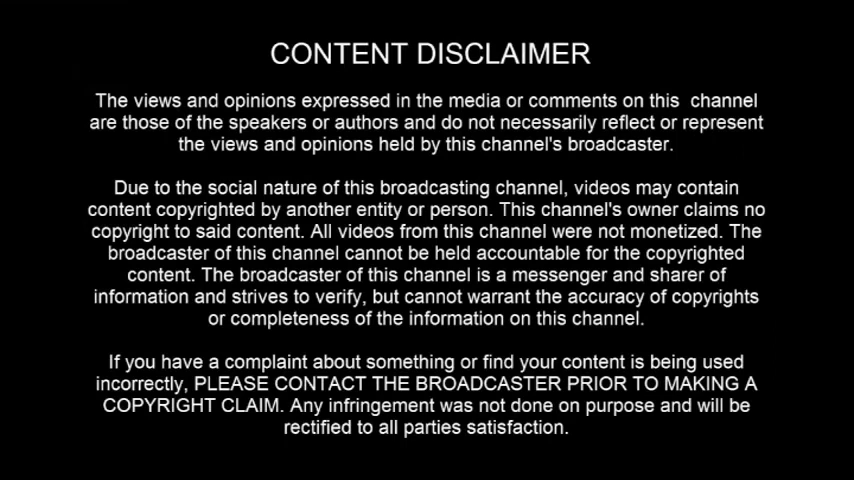 CONTENT DISCLAIMER
The views and opinions expressed in the media or comments on this channel
are those of the speakers or authors and do not necessarily reflect or represent
the views and opinions held by this channel's broadcaster.
Due to the social nature of this broadcasting channel, videos may contain
content copyrighted by another entity or person. This channel's owner claims no
copyright to said content. All videos from this channel were not monetized. The
broadcaster of this channel cannot be held accountable for the copyrighted
content. The broadcaster of this channel is a messenger and sharer of
information and strives to verify, but cannot warrant the accuracy of copyrights
or completeness of the information on this channel.
If you have a complaint about something or find your content is being used
incorrectly, PLEASE CONTACT THE BROADCASTER PRIOR TO MAKING A
COPYRIGHT CLAIM. Any infringement was not done on purpose and will be
rectified to all parties satisfaction.